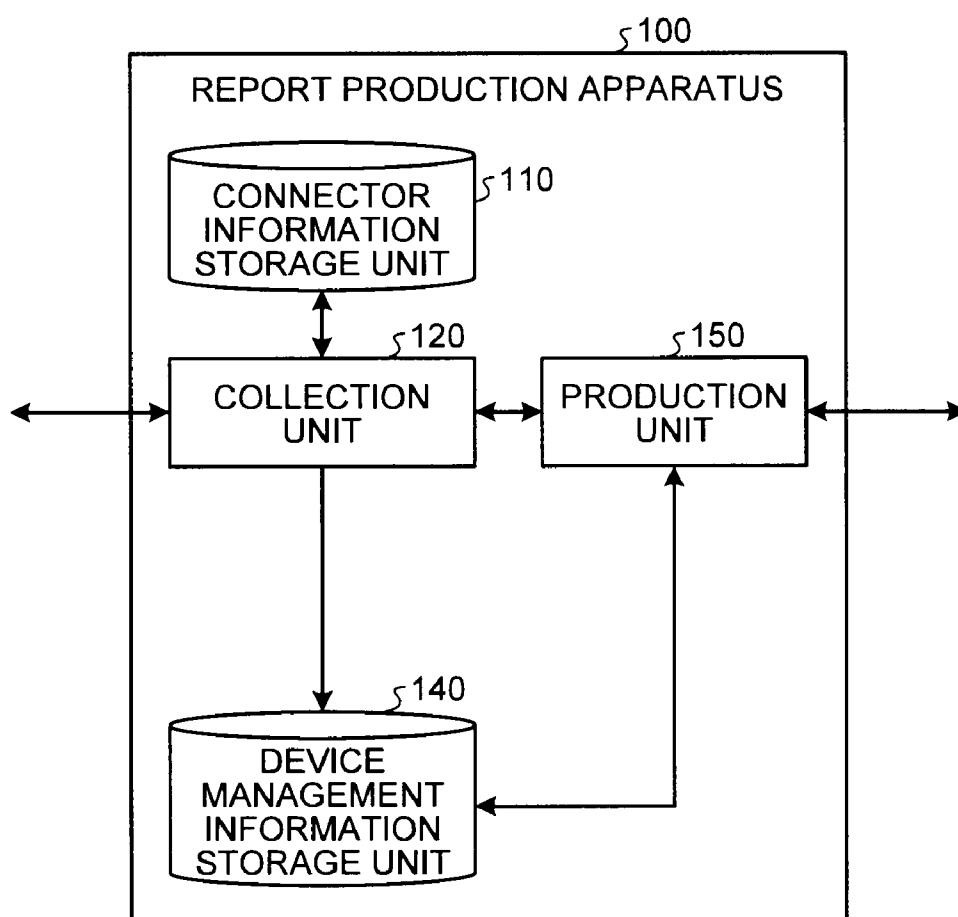 100
REPORT PRODUCTION APPARATUS
CONNECTOR
INFORMATION
STORAGE UNIT
110
120
COLLECTION
UNIT
150
PRODUCTION
UNIT
140
DEVICE
MANAGEMENT
INFORMATION
STORAGE UNIT